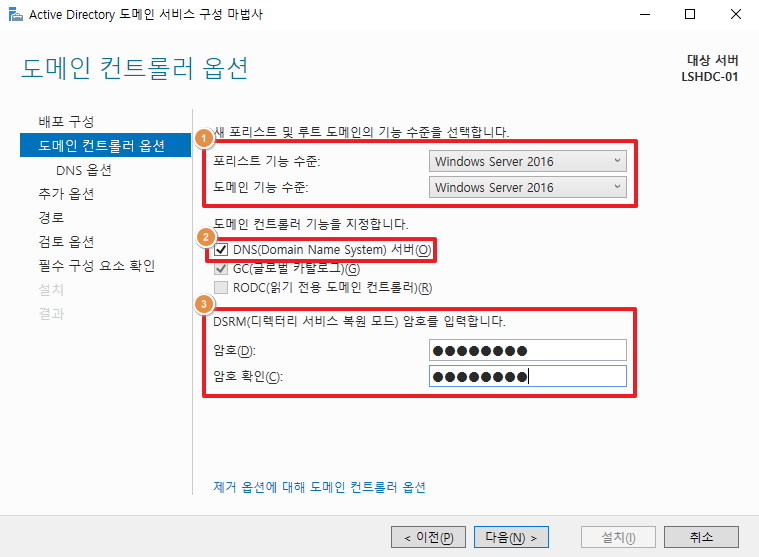 Active Directory 도메인 서비스 구성 마법사
도메인 컨트롤러 옵션
대상 서버
LSHDC-01
배포 구성
도메인 컨트롤러 옵션
DNS 옵션
추가 옵션
경로
검토 옵션
필수 구성 요소 확인
설치
결과
새 포리스트 및 루트 도메인의 기능 수준을 선택합니다.
1
포리스트 기능 수준: Windows Server 2016
도메인 기능 수준: Windows Server 2016
도메인 컨트롤러 기능을 지정합니다.
2
DNS(Domain Name System) 서버(O)
GC(글로벌 카탈로그)(G)
RODC(읽기 전용 도메인 컨트롤러)(R)
3
DSRM(디렉터리 서비스 복원 모드) 암호를 입력합니다.
암호(D): ●●●●●●●●
암호 확인(C): ●●●●●●●●
제거 옵션에 대해 도메인 컨트롤러 옵션
< 이전(P) 다음(N) > 설치(I) 취소